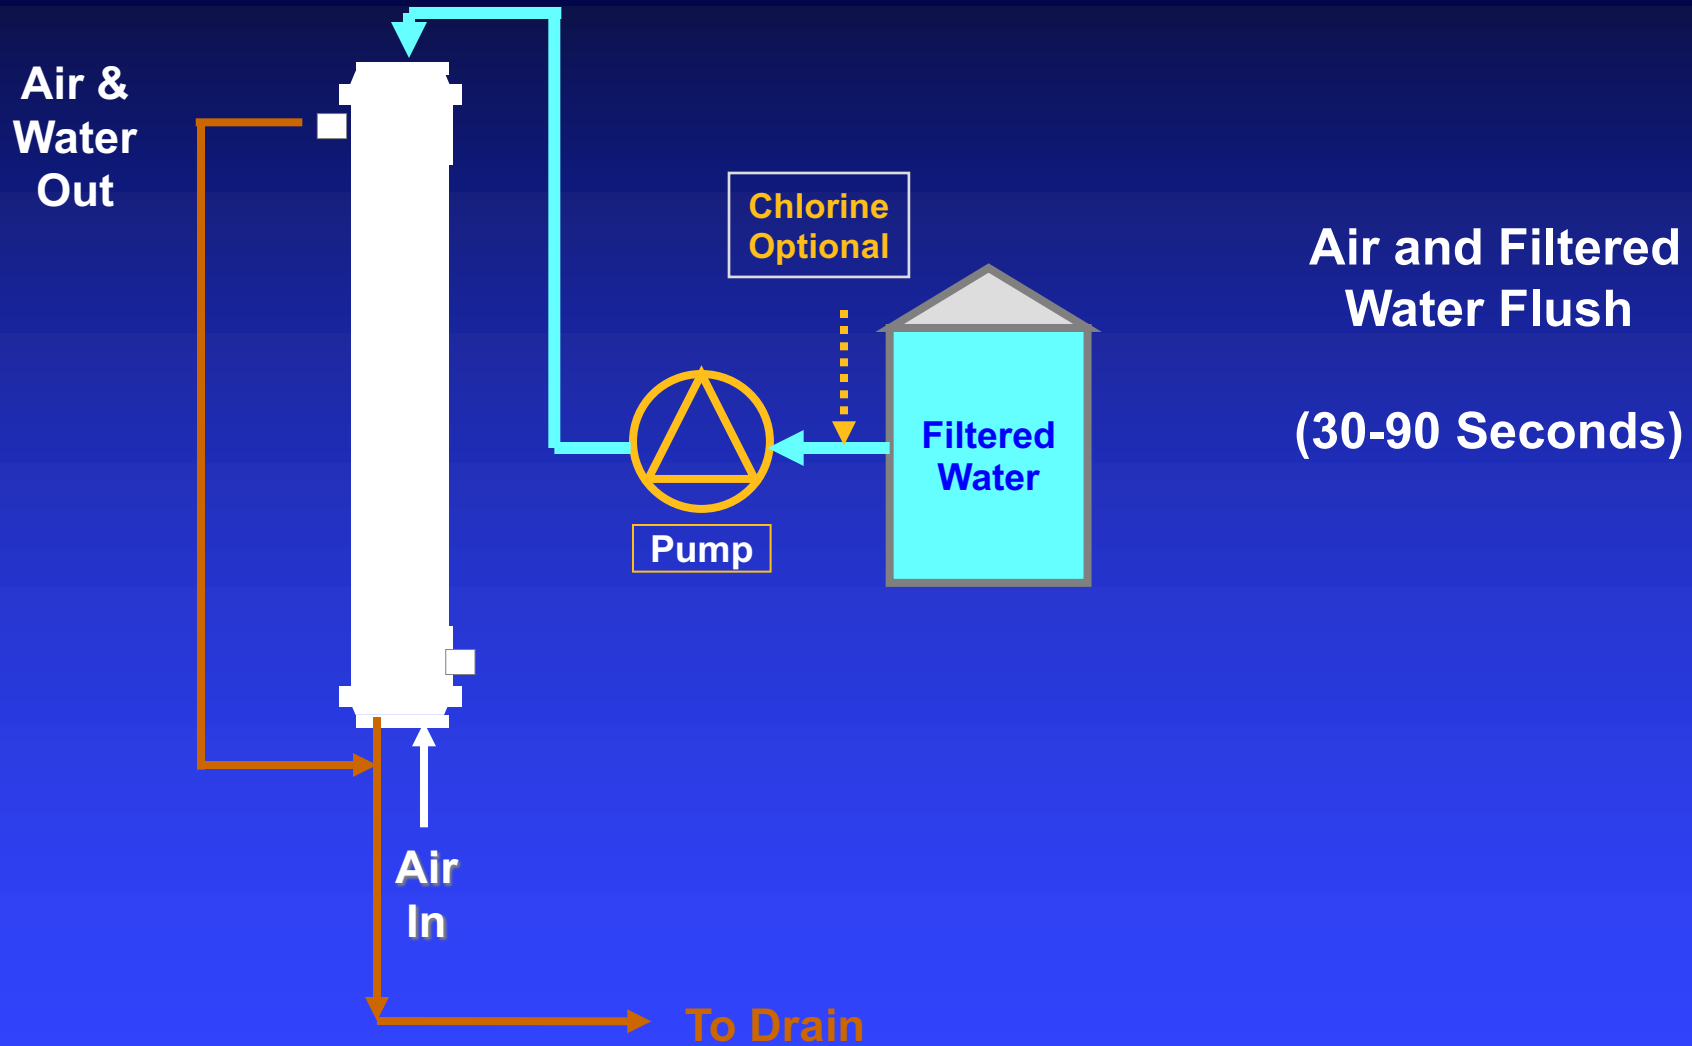 Air &
Water
Out
Chlorine
Optional
Air and Filtered
Water Flush
(30-90 Seconds)
Filtered
Water
Pump
Air
In
To Drain